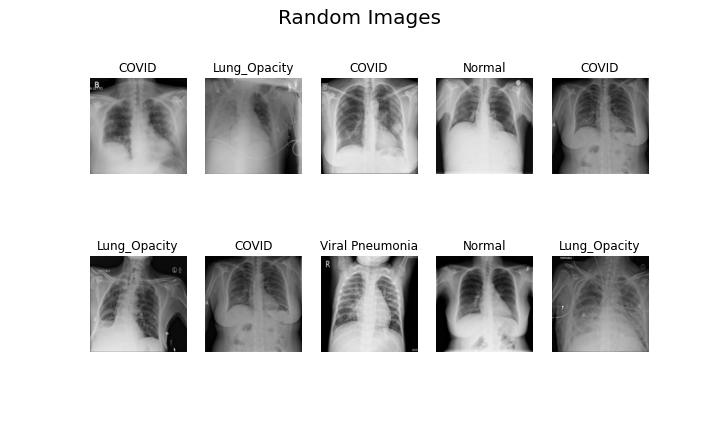 Random Images
COVID
Lung_Opacity
COVID
Normal
COVID
Lung_Opacity
COVID
Viral Pneumonia
Normal
Lung_Opacity
R